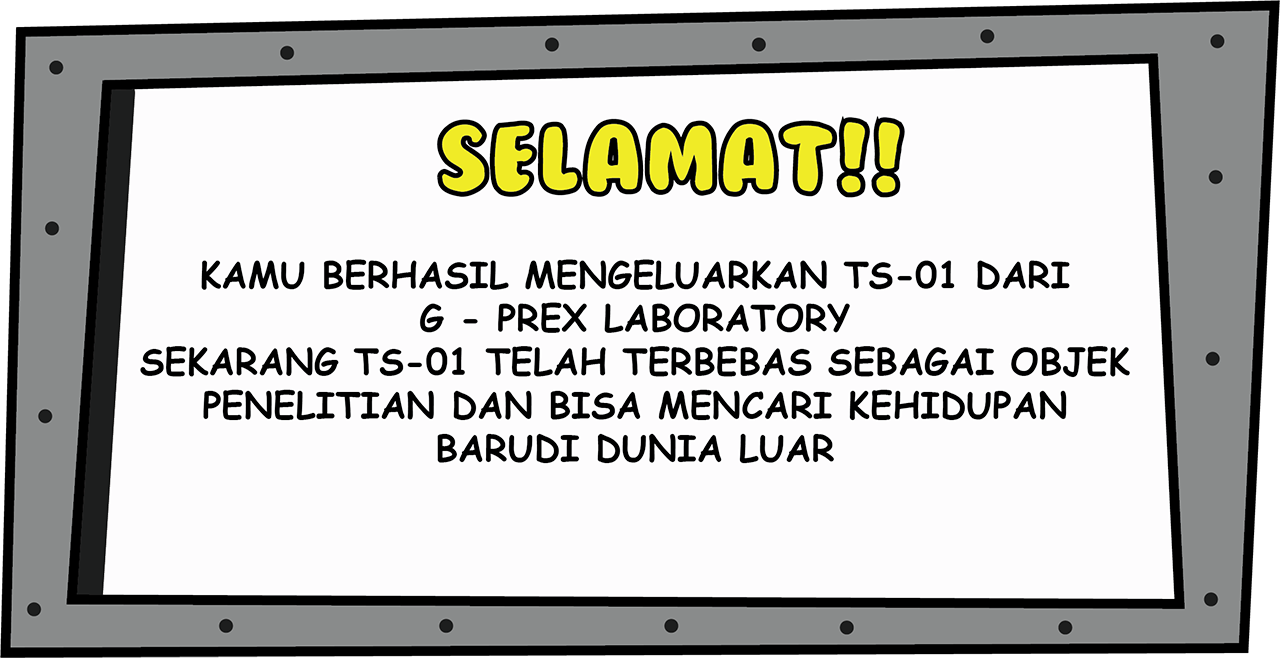 SELAMAT!!
KAMU BERHASIL MENGELUARKAN TS-01 DARI
G - PREX LABORATORY
SEKARANG TS-01 TELAH TERBEBAS SEBAGAI OBJEK
PENELITIAN DAN BISA MENCARI KEHIDUPAN
BARUDI DUNIA LUAR